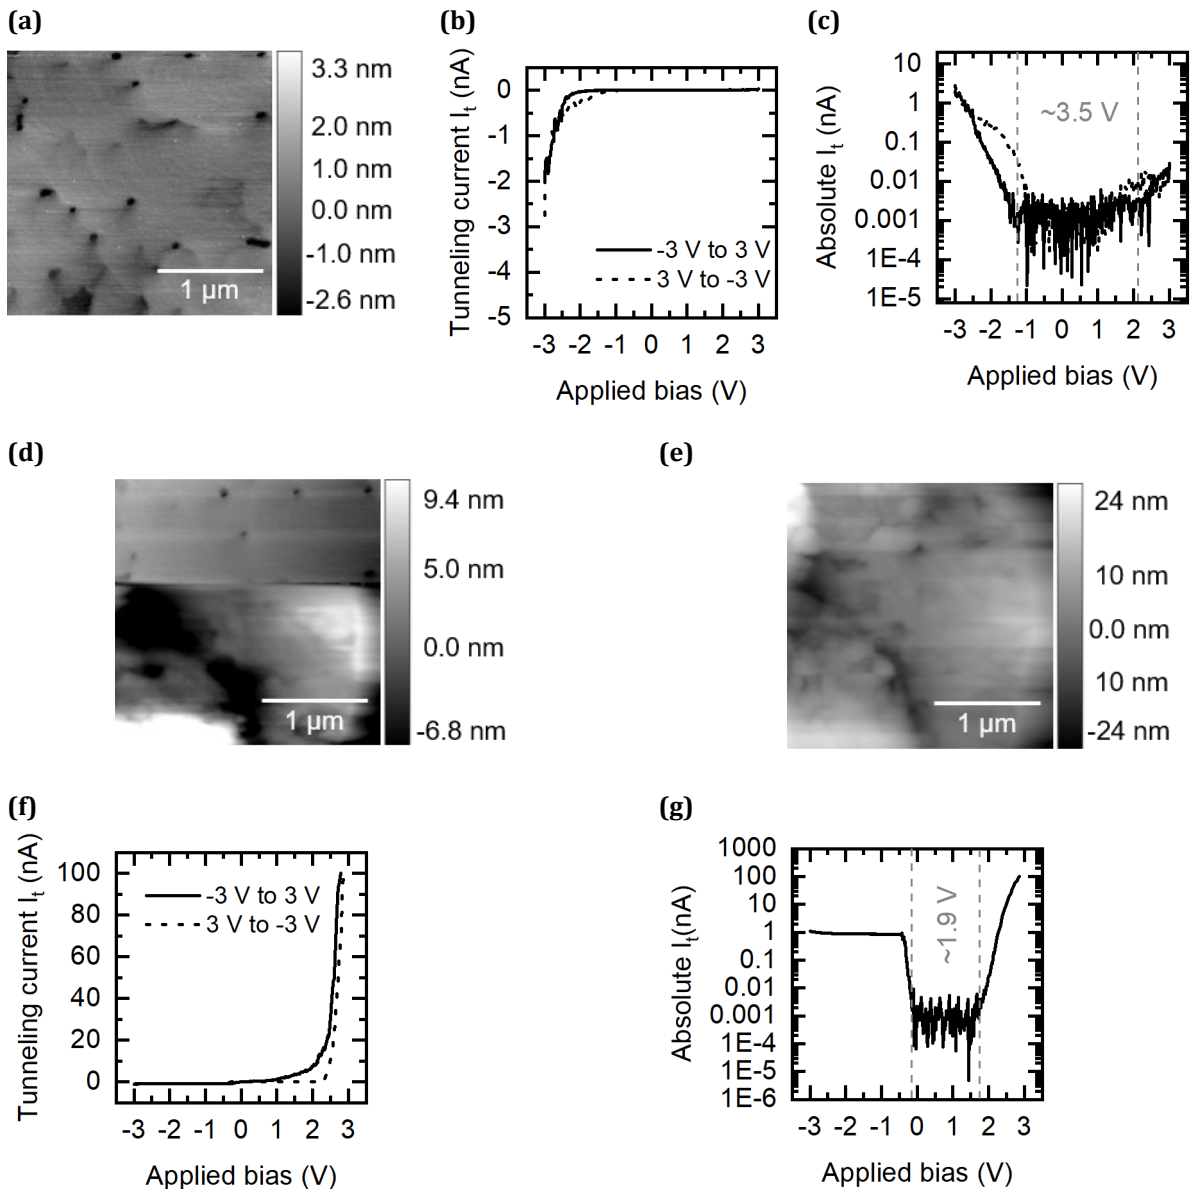 (a)
3.3 nm
2.0 nm
1.0 nm
0.0 nm
-1.0 nm
-2.6 nm
1 μm
(b)
Tunneling current Iₜ (nA)
0
-1
-2
-3
-4
-5
-3 V to 3 V
3 V to -3 V
-3 -2 -1 0 1 2 3
Applied bias (V)
(c)
Absolute Iₜ (nA)
10
1
0.1
0.01
0.001
1E-4
1E-5
~3.5 V
-3 -2 -1 0 1 2 3
Applied bias (V)
(d)
9.4 nm
5.0 nm
0.0 nm
-6.8 nm
1 μm
(e)
24 nm
10 nm
0.0 nm
10 nm
-24 nm
1 μm
(f)
Tunneling current Iₜ (nA)
100
80
60
40
20
0
-3 V to 3 V
3 V to -3 V
-3 -2 -1 0 1 2 3
Applied bias (V)
(g)
Absolute Iₜ(nA)
1000
100
10
1
0.1
0.01
0.001
1E-4
1E-5
1E-6
~1.9 V
-3 -2 -1 0 1 2 3
Applied bias (V)